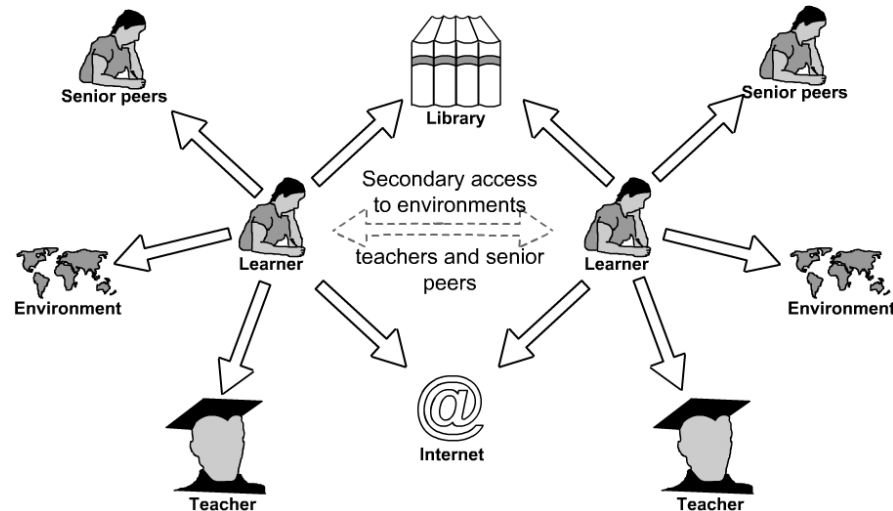 Senior peers
Library
Senior peers
Secondary access
to environments
teachers and senior
peers
Learner
Learner
Environment
Environment
@
Internet
Teacher
Teacher